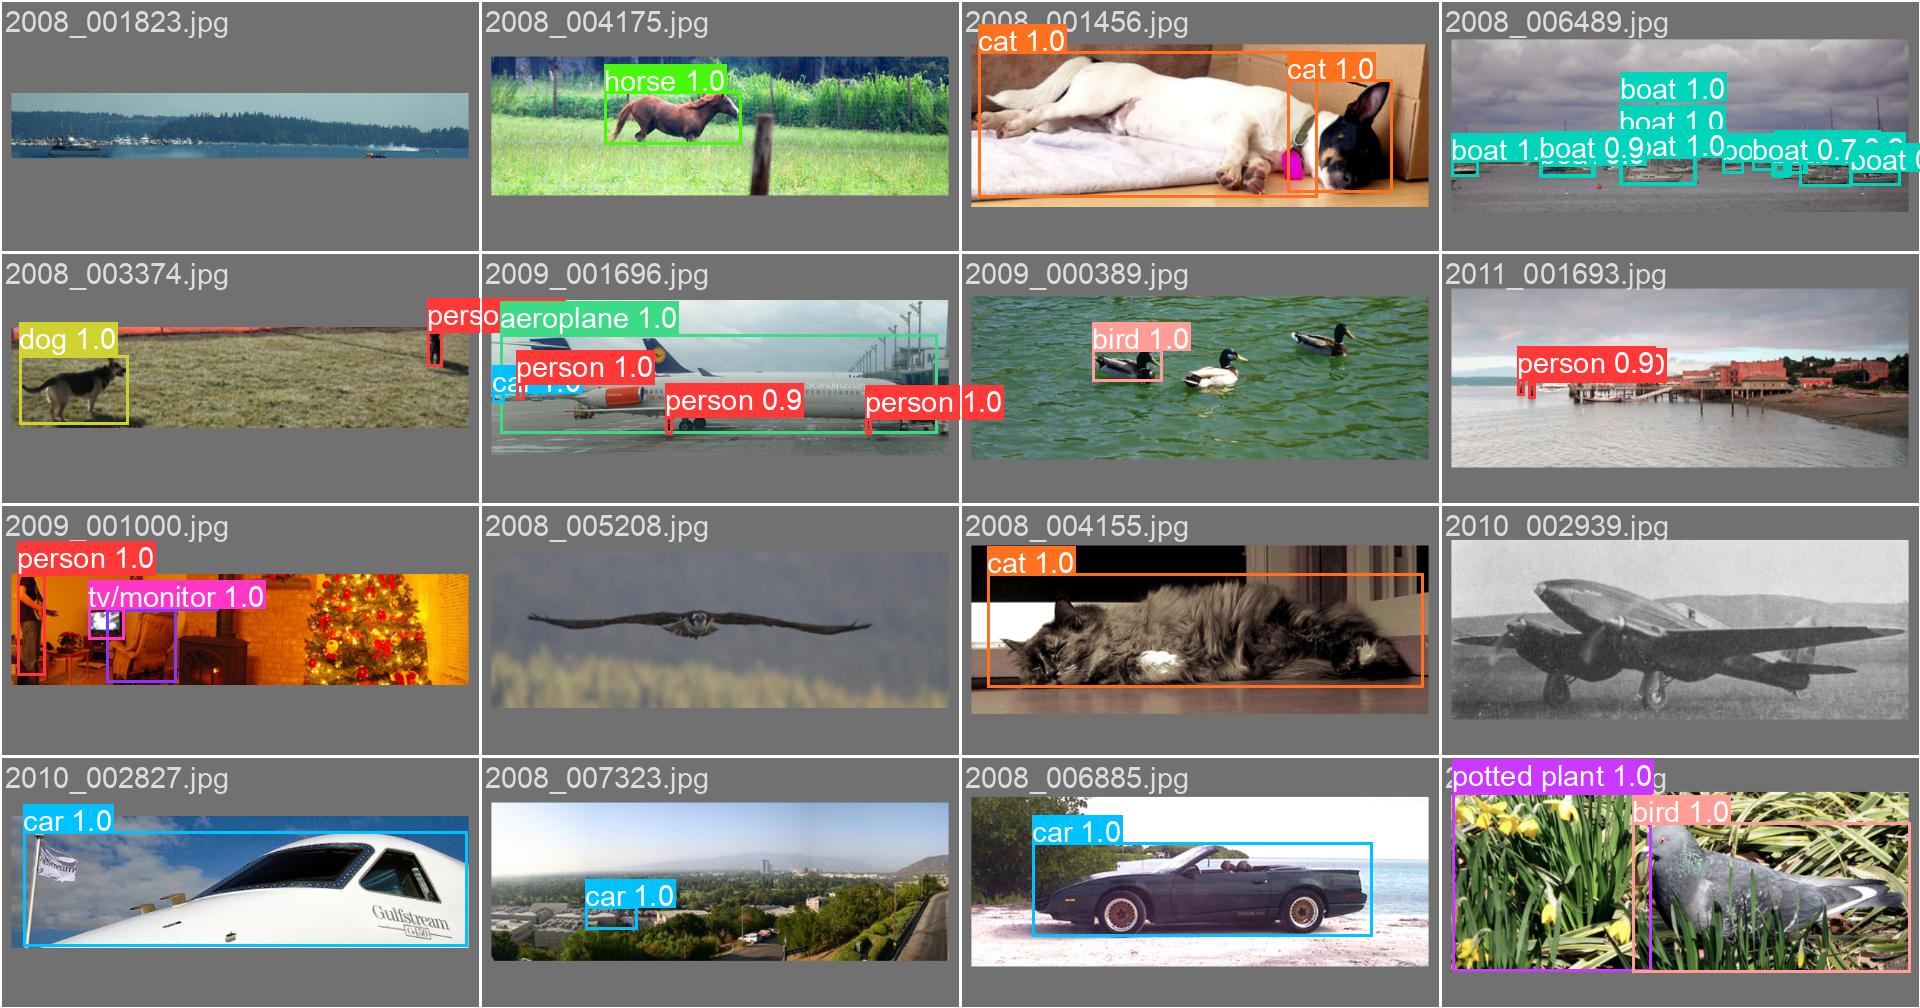 2008_001823.jpg
2008_004175.jpg
horse 1.0
2008_001456.jpg
cat 1.0
cat 1.0
2008_006489.jpg
boat 1.0
boat 1.0
boat 1.
boat 0.9
boat 1.0
boat 0.7
boat
2008_003374.jpg
dog 1.0
perso
2009_001696.jpg
aeroplane 1.0
person 1.0
car 1.0
person 0.9
person 1.0
Scandinavian
2009_000389.jpg
bird 1.0
2011_001693.jpg
person 0.9
2009_001000.jpg
person 1.0
tv/monitor 1.0
2008_005208.jpg
2008_004155.jpg
cat 1.0
2010_002939.jpg
2010_002827.jpg
car 1.0
Gulfstream
G450
2008_007323.jpg
car 1.0
2008_006885.jpg
car 1.0
potted plant 1.0
bird 1.0